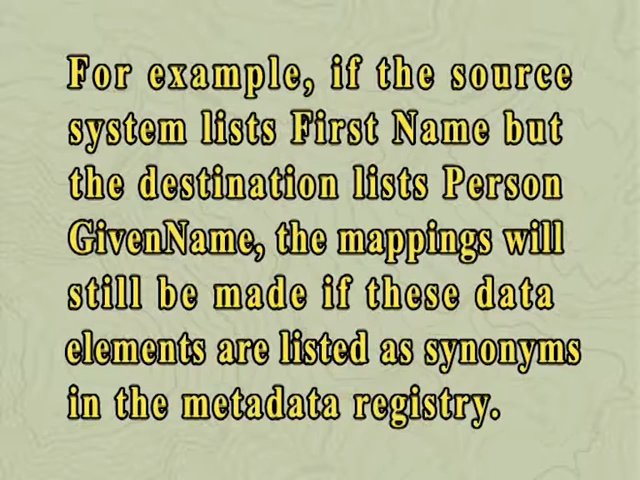 For example, if the source
system lists First Name but
the destination lists Person
GivenName, the mappings will
still be made if these data
elements are listed as synonyms
in the metadata registry.